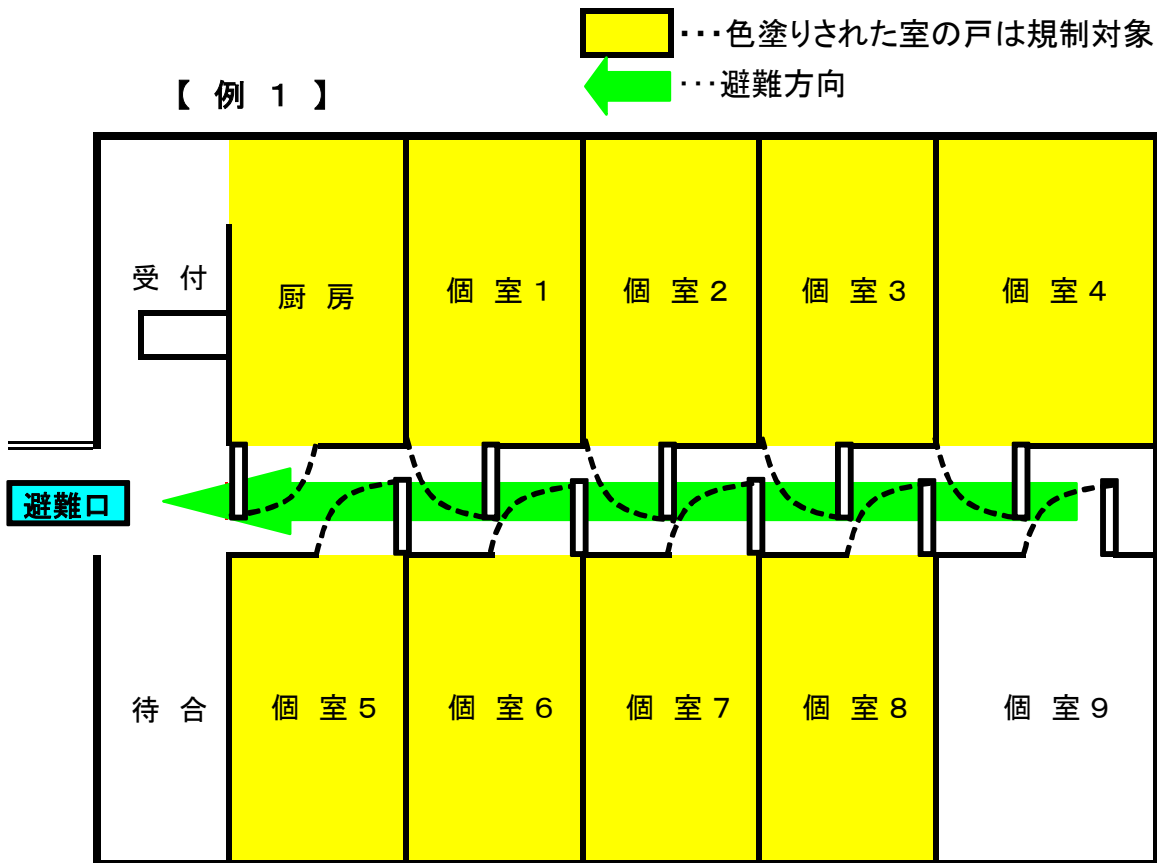 ・・・色塗りされた室の戸は規制対象
・・・避難方向
【 例 1 】
受 付
厨 房
個 室 1
個 室 2
個 室 3
個 室 4
避難口
待 合
個 室 5
個 室 6
個 室 7
個 室 8
個 室 9